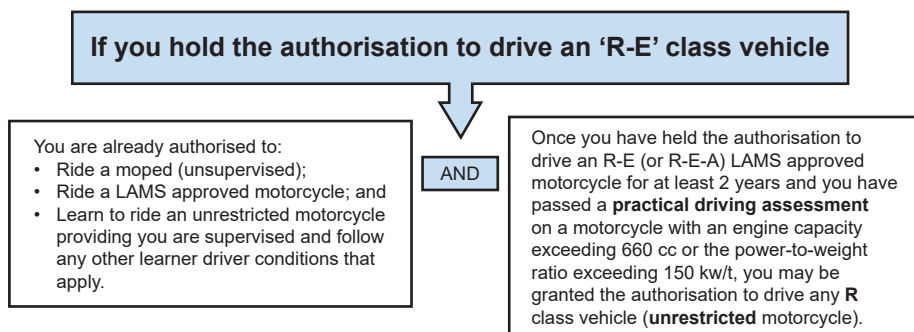 If you hold the authorisation to drive an ‘R-E’ class vehicle
You are already authorised to:
• Ride a moped (unsupervised);
• Ride a LAMS approved motorcycle; and
• Learn to ride an unrestricted motorcycle
providing you are supervised and follow
any other learner driver conditions that
apply.
AND
Once you have held the authorisation to
drive an R-E (or R-E-A) LAMS approved
motorcycle for at least 2 years and you have
passed a practical driving assessment
on a motorcycle with an engine capacity
exceeding 660 cc or the power-to-weight
ratio exceeding 150 kw/t, you may be
granted the authorisation to drive any R
class vehicle (unrestricted motorcycle).